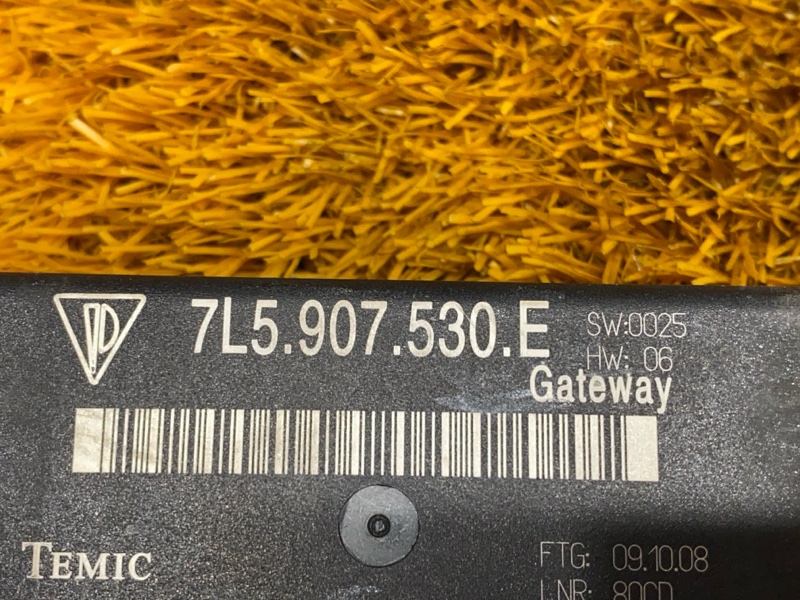 7L5.907.530.E SW:0025
HW: 06
Gateway
TEMIC
FTG: 09.10.08
LNR: 80CD